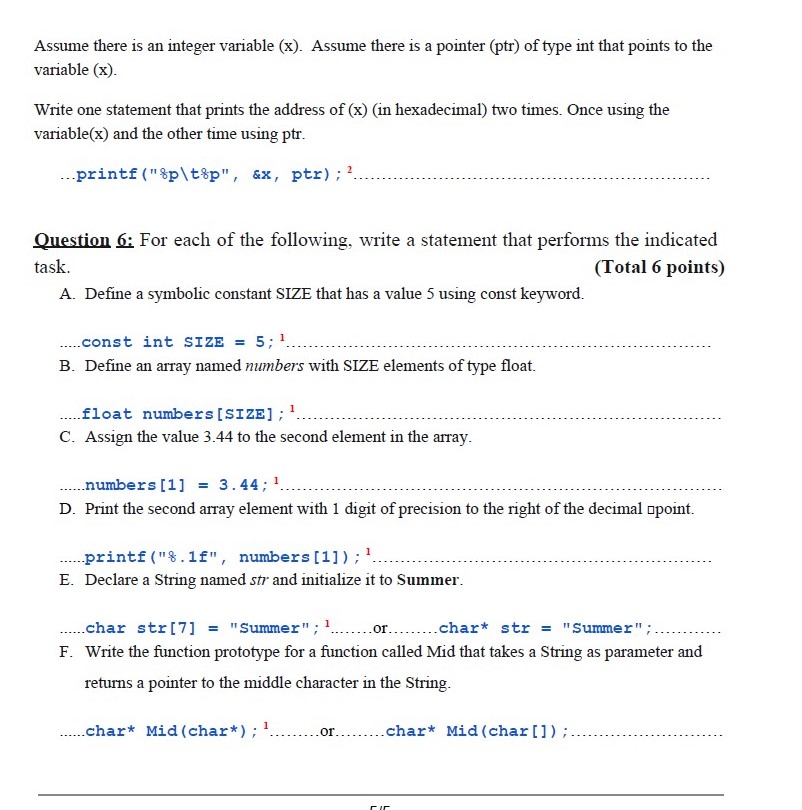 Assume there is an integer variable (x).  Assume there is a pointer (ptr) of type int that points to the
variable (x).
Write one statement that prints the address of (x) (in hexadecimal) two times. Once using the
variable(x) and the other time using ptr.
...printf("%p\t%p", &x, ptr); 2........................................................................
Question 6: For each of the following, write a statement that performs the indicated
task. (Total 6 points)
A. Define a symbolic constant SIZE that has a value 5 using const keyword.
.....const int SIZE = 5; 1........................................................................
B. Define an array named numbers with SIZE elements of type float.
.....float numbers[SIZE]; 1........................................................................
C. Assign the value 3.44 to the second element in the array.
......numbers[1] = 3.44; 1........................................................................
D. Print the second array element with 1 digit of precision to the right of the decimal □point.
......printf("%.1f", numbers[1]); 1........................................................................
E. Declare a String named str and initialize it to Summer.
......char str[7] = "Summer"; 1........or.........char* str = "Summer";.............
F. Write the function prototype for a function called Mid that takes a String as parameter and
returns a pointer to the middle character in the String.
......char* Mid(char*); 1.........or.........char* Mid(char[]);..............................